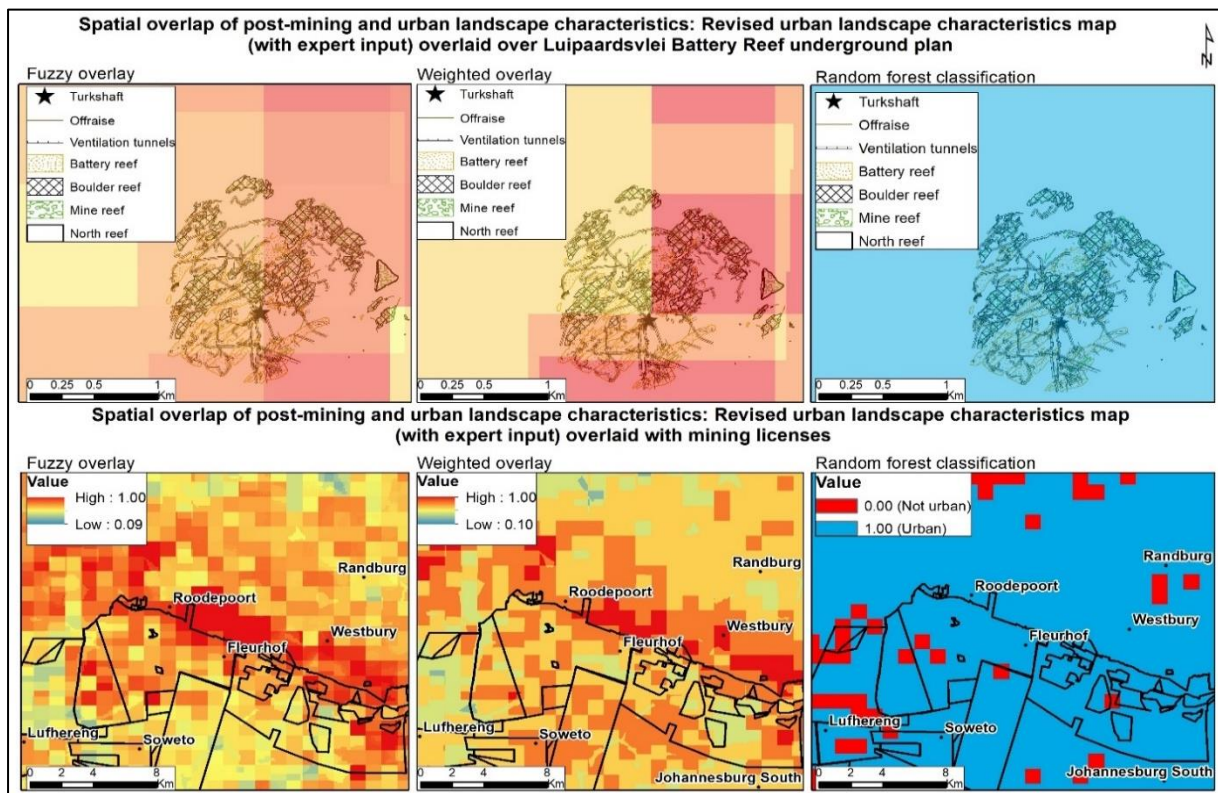 Spatial overlap of post-mining and urban landscape characteristics: Revised urban landscape characteristics map
(with expert input) overlaid over Luipaardsvlei Battery Reef underground plan
N
Fuzzy overlay
Turkshaft
Offraise
Ventilation tunnels
Battery reef
Boulder reef
Mine reef
North reef
0 0.25 0.5 1
Km
Weighted overlay
Turkshaft
Offraise
Ventilation tunnels
Battery reef
Boulder reef
Mine reef
North reef
0 0.25 0.5 1
Km
Random forest classification
Turkshaft
Offraise
Ventilation tunnels
Battery reef
Boulder reef
Mine reef
North reef
0 0.25 0.5 1
Km
Spatial overlap of post-mining and urban landscape characteristics: Revised urban landscape characteristics map
(with expert input) overlaid with mining licenses
Fuzzy overlay
Value
High : 1.00
Low : 0.09
Randburg
Roodepoort
Westbury
Fleurhof
Lufhereng
Soweto
0 2 4 8
Km
Weighted overlay
Value
High : 1.00
Low : 0.10
Randburg
Roodepoort
Westbury
Fleurhof
Lufhereng
Soweto
Johannesburg South
0 2 4 8
Km
Random forest classification
Value
0.00 (Not urban)
1.00 (Urban)
Randburg
Roodepoort
Westbury
Fleurhof
Lufhereng
Soweto
Johannesburg South
0 2 4 8
Km